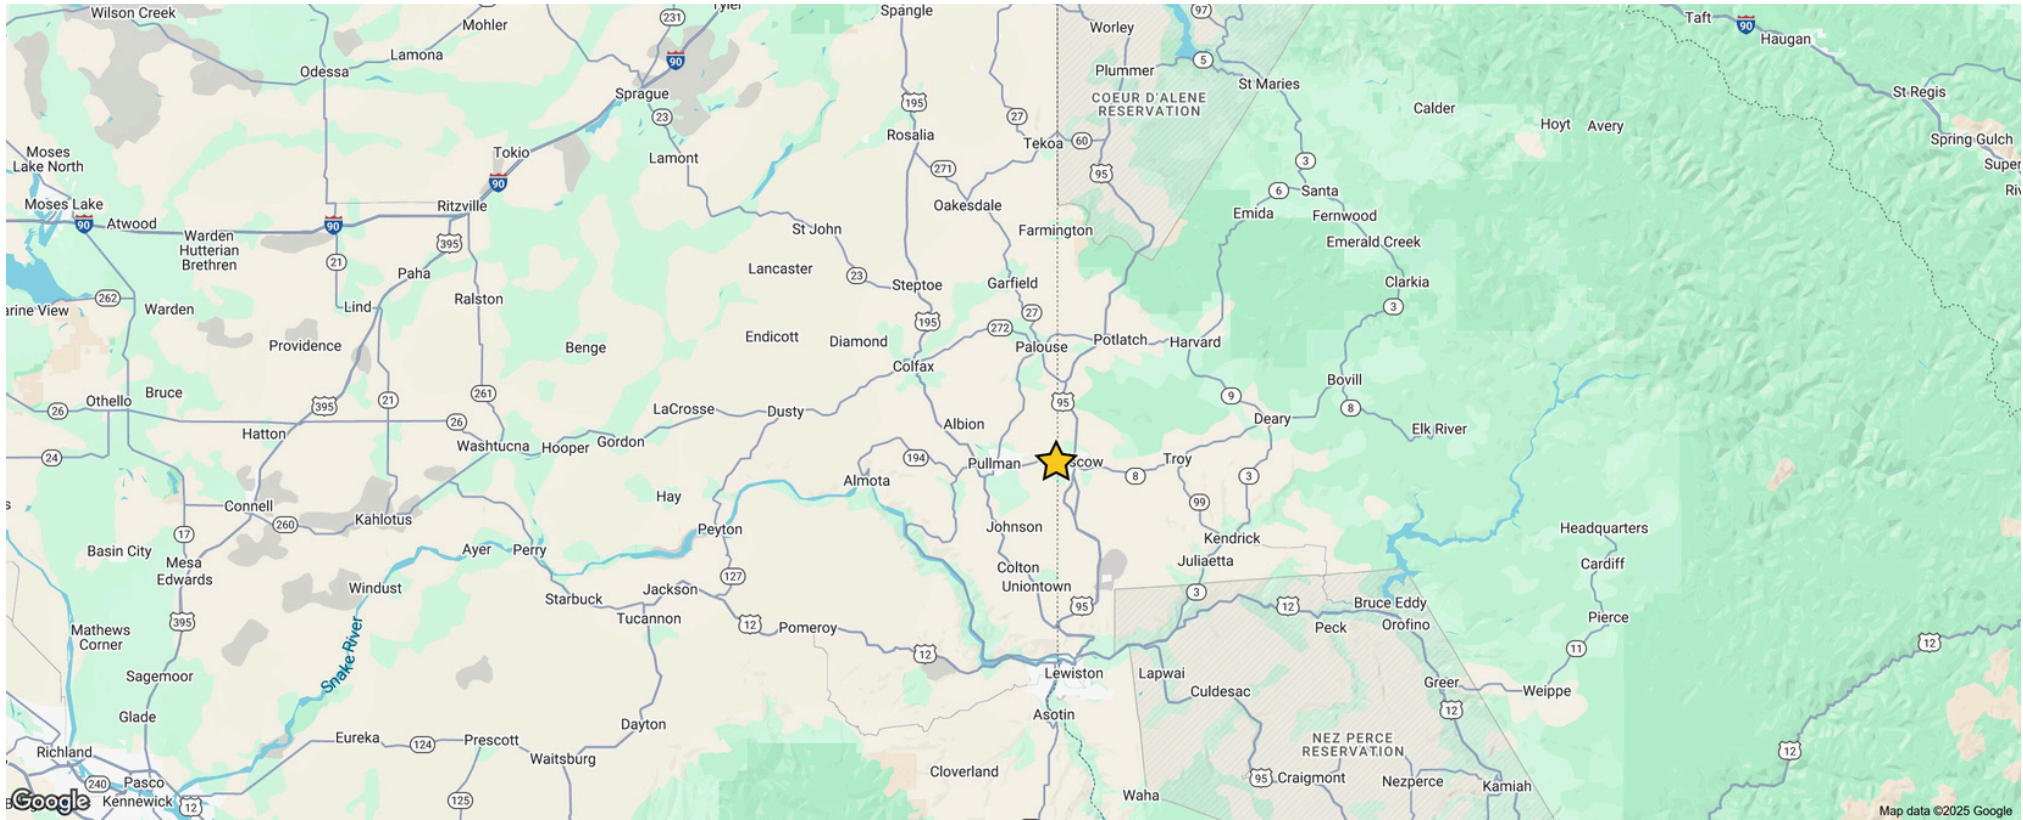 Wilson Creek
Mohler
231
Tyler
Spangle
Worley
97
Taft
90
Haugan
Lamona
Odessa
90
Sprague
Plummer
5
St Maries
COEUR D'ALENE
RESERVATION
Calder
St Regis
195
23
27
Hoyt
Avery
Rosalia
Tekoa
60
Spring Gulch
Moses
Lake North
Tokio
Lamont
271
95
3
Super
90
6
Santa
Riv
Moses Lake
Ritzville
Oakesdale
Emida
Fernwood
90
Atwood
90
St John
Farmington
Warden
Hutterian
Brethren
395
Emerald Creek
21
Paha
Lancaster
23
Steptoe
Garfield
Clarkia
262
Ralston
3
arine View
Warden
Lind
27
195
272
Providence
Benge
Endicott
Diamond
Palouse
Potlatch
Harvard
Colfax
Bovill
Bruce
261
9
Othello
26
395
21
LaCrosse
Dusty
95
8
Deary
26
Albion
Elk River
Hatton
Washtucna
Hooper
Gordon
24
194
Pullman
scow
8
Troy
3
Almota
Hay
99
s
Connell
Kahlotus
260
Peyton
Johnson
Headquarters
17
Kendrick
Basin City
Ayer
Perry
Mesa
Edwards
Juliaetta
Cardiff
Colton
127
Windust
Jackson
Uniontown
3
Starbuck
95
12
Bruce Eddy
Tucannon
395
12
Pomeroy
Peck
Orofino
Pierce
Mathews
Corner
12
11
12
Snake River
Sagemoor
Lewiston
Lapwai
Culdesac
Greer
Weippe
Glade
Dayton
Asotin
12
Eureka
124
Prescott
NEZ PERCE
RESERVATION
Richland
Waitsburg
12
Cloverland
240
Pasco
95
Craigmont
Nezperce
Kamiah
B
Google
Kennewick
12
125
Waha
Map data ©2025 Google